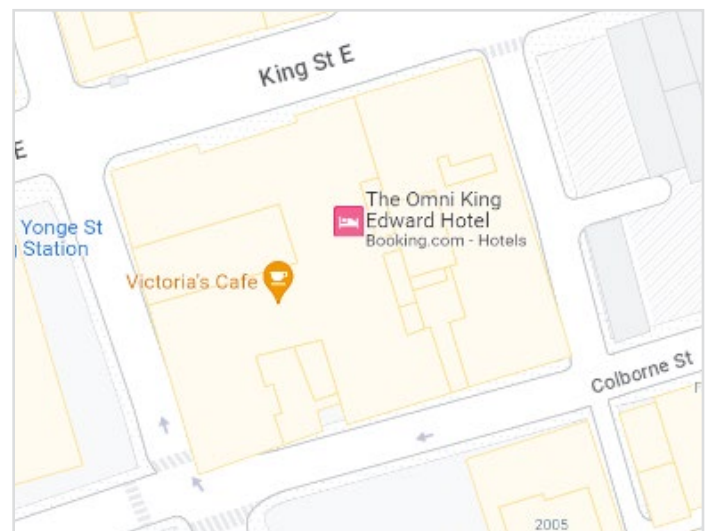 King St E
E
The Omni King
Edward Hotel
Booking.com - Hotels
Yonge St
Station
Victoria's Cafe
Colborne St
2005